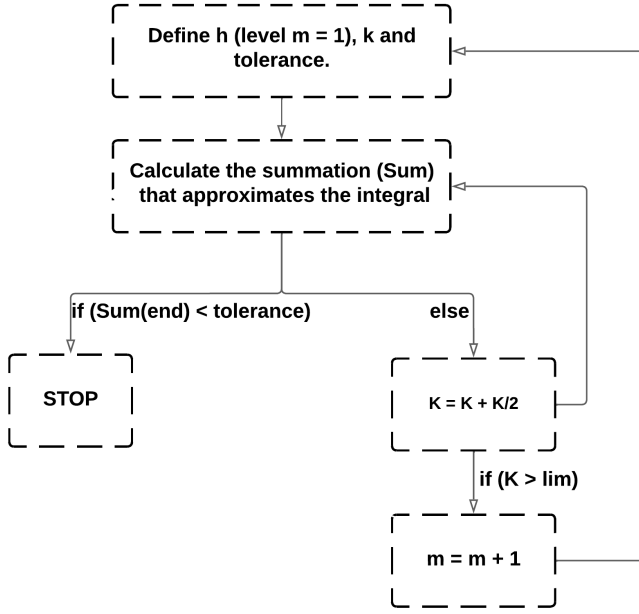 Define h (level m = 1), k and
tolerance.
Calculate the summation (Sum)
that approximates the integral
if (Sum(end) < tolerance)
else
STOP
K = K + K/2
if (K > lim)
m = m + 1